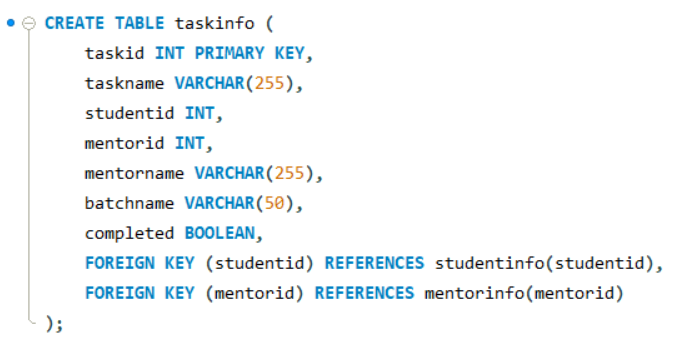 CREATE TABLE taskinfo (
taskid INT PRIMARY KEY,
taskname VARCHAR(255),
studentid INT,
mentorid INT,
mentorname VARCHAR(255),
batchname VARCHAR(50),
completed BOOLEAN,
FOREIGN KEY (studentid) REFERENCES studentinfo(studentid),
FOREIGN KEY (mentorid) REFERENCES mentorinfo(mentorid)
);